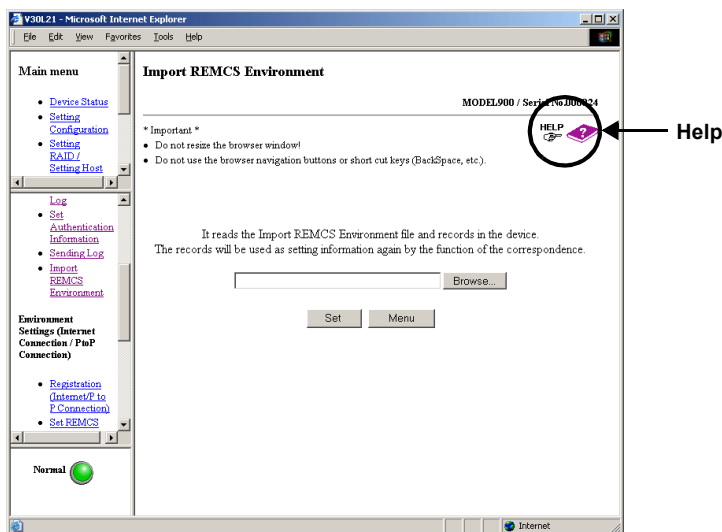 V30L21 - Microsoft Internet Explorer
File Edit View Favorites Tools Help
Main menu
Device Status
Setting
Configuration
Setting
RAID /
Setting Host
Log
Set
Authentication
Information
Sending Log
Import
REMCS
Environment
Environment
Settings (Internet
Connection / PtoP
Connection)
Registration
(Internet/P to
P Connection)
Set REMCS
Normal
Import REMCS Environment
MODEL900 / Serial No.000024
HELP
Help
* Important *
Do not resize the browser window!
Do not use the browser navigation buttons or short cut keys (BackSpace, etc.).
It reads the Import REMCS Environment file and records in the device.
The records will be used as setting information again by the function of the correspondence.
Browse...
Set Menu
Internet